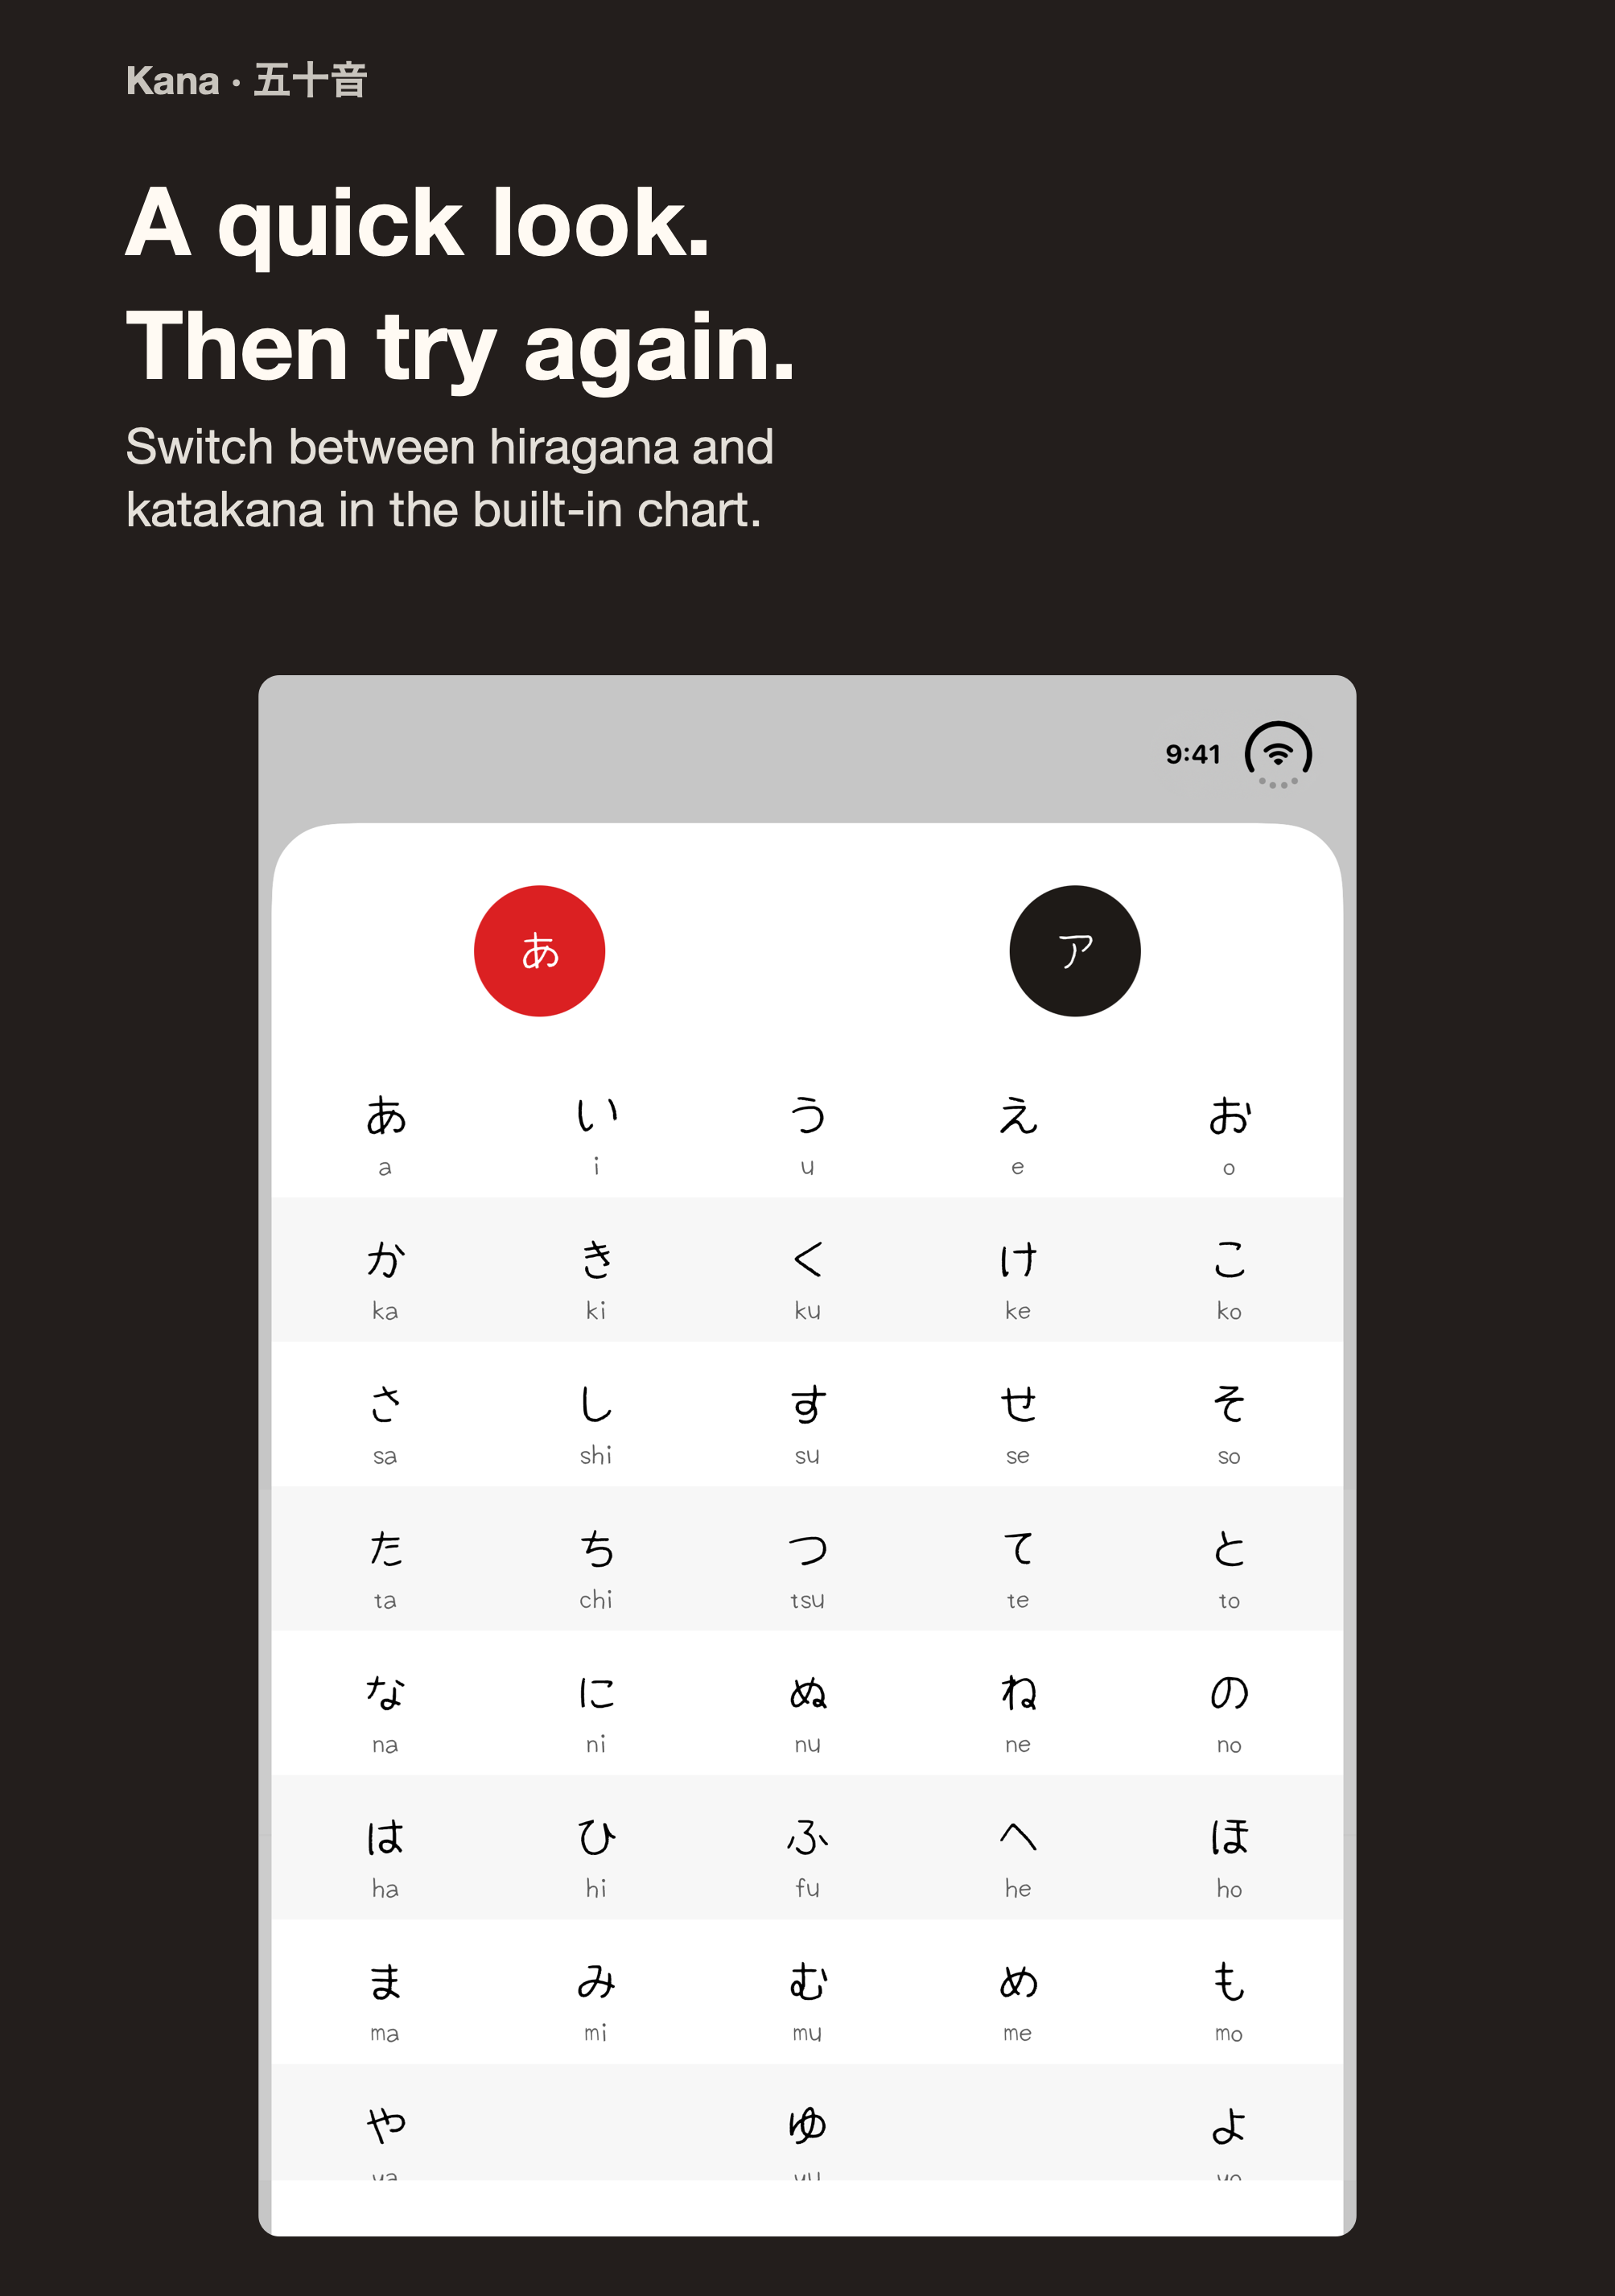 Kana · 五十音
A quick look.
Then try again.
Switch between hiragana and
katakana in the built-in chart.
9:41
あ ア
あ い う え お
a i u e o
か き く け こ
ka ki ku ke ko
さ し す せ そ
sa shi su se so
た ち つ て と
ta chi tsu te to
な に ぬ ね の
na ni nu ne no
は ひ ふ へ ほ
ha hi fu he ho
ま み む め も
ma mi mu me mo
や ゆ よ
ya yu yo